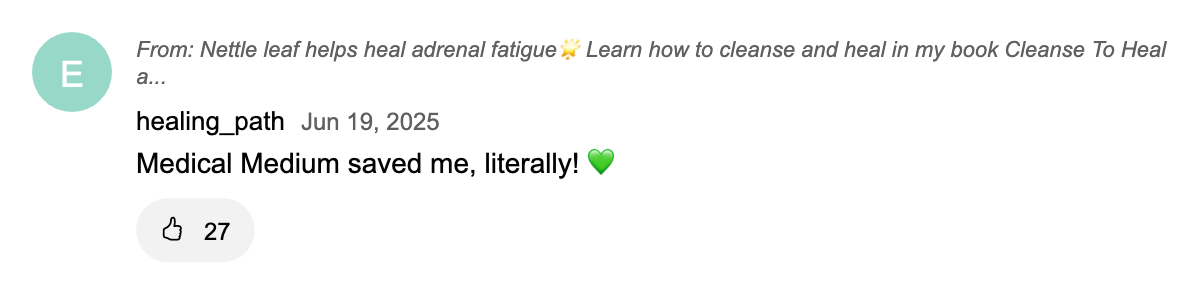 E
From: Nettle leaf helps heal adrenal fatigue🌟 Learn how to cleanse and heal in my book Cleanse To Heal
a...
healing_path Jun 19, 2025
Medical Medium saved me, literally! 💚
27